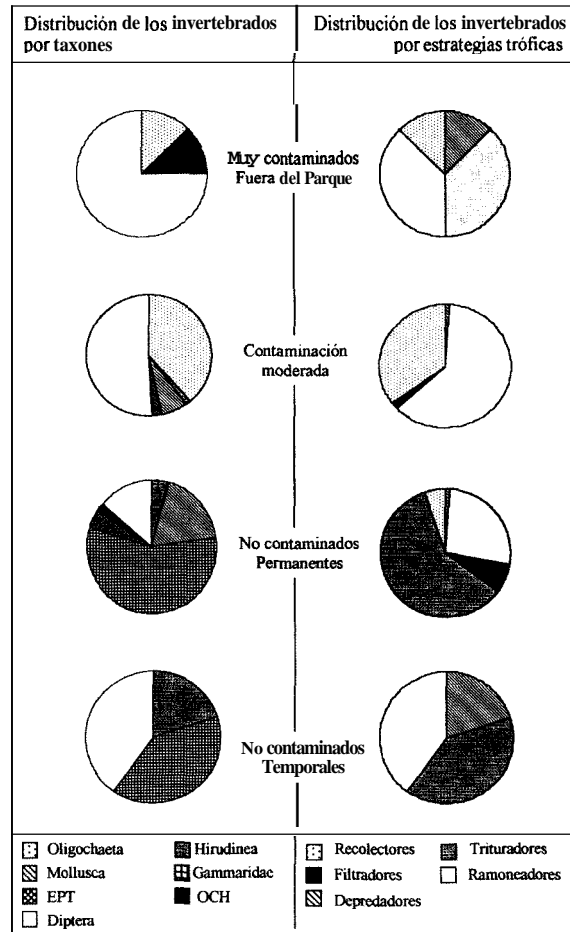 Distribución de los invertebrados
por taxones
Distribución de los invertebrados
por estrategias tróficas
Muy contaminados
Fuera del Parque
Contaminación
moderada
No contaminados
Permanentes
No contaminados
Temporales
Oligochaeta
Hirudinea
Mollusca
Gammaridae
EPT
OCH
Diptera
Recolectores
Trituradores
Filtradores
Ramoneadores
Depredadores